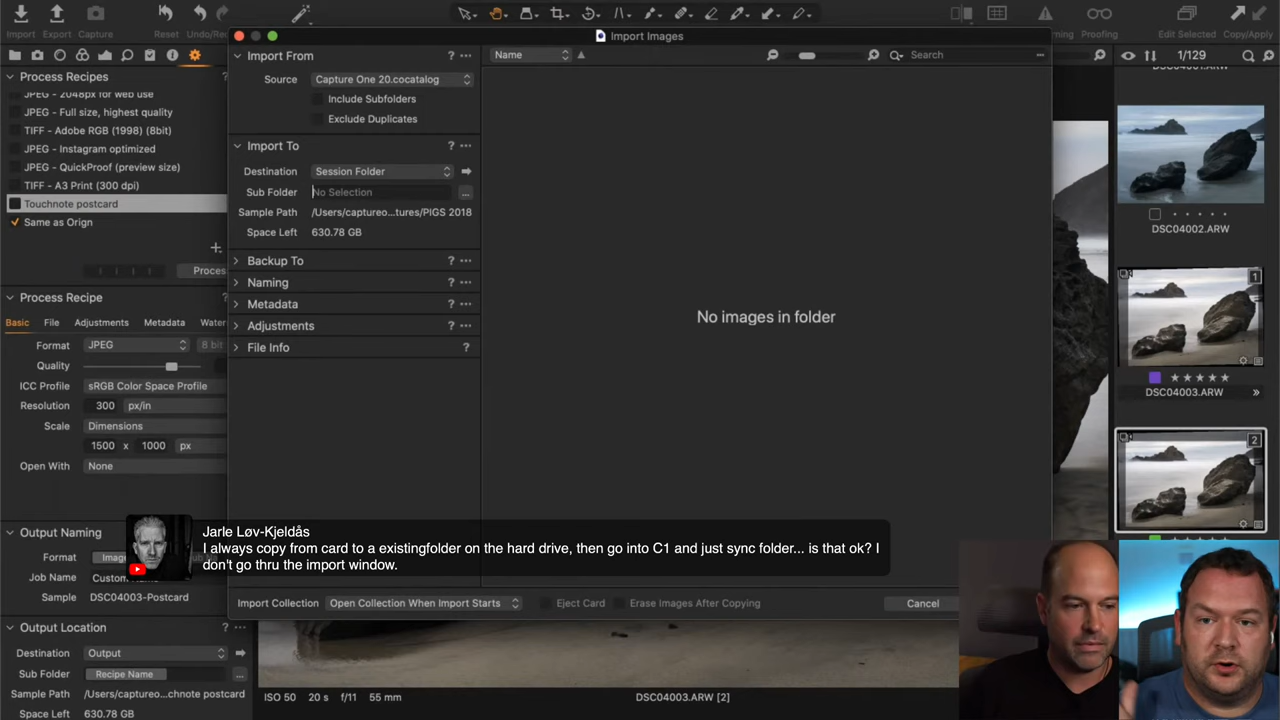 Import
Export
Capture
Reset
Undo/Re
Import Images
ming
Proofing
Edit Selected
Copy/Apply
1/129
Process Recipes ?
JPEG - 2048px for web use
JPEG - Full size, highest quality
TIFF - Adobe RGB (1998) (8bit)
JPEG - Instagram optimized
JPEG - QuickProof (preview size)
TIFF - A3 Print (300 dpi)
Touchnote postcard
Same as Orign
Proces
Process Recipe ?
Basic File Adjustments Metadata Water
Format JPEG 8 bit
Quality
ICC Profile sRGB Color Space Profile
Resolution 300 px/in
Scale Dimensions
1500 x 1000 px
Open With None
Output Naming
Format Imag
Job Name Custom
Sample DSC04003-Postcard
Output Location ? ...
Destination Output
Sub Folder Recipe Name ...
Sample Path /Users/captureo...chnote postcard
Space Left 630.78 GB
Import From ? ...
Source Capture One 20.cocatalog
Include Subfolders
Exclude Duplicates
Import To ? ...
Destination Session Folder
Sub Folder No Selection ...
Sample Path /Users/captureo...tures/PIGS 2018
Space Left 630.78 GB
Backup To ? ...
Naming ? ...
Metadata ? ...
Adjustments ? ...
File Info ?
Name
Search ...
No images in folder
Import Collection Open Collection When Import Starts Eject Card Erase Images After Copying Cancel
Jarle Løv-Kjeldås
I always copy from card to a existingfolder on the hard drive, then go into C1 and just sync folder... is that ok? I
don't go thru the import window.
ISO 50 20 s f/11 55 mm DSC04003.ARW [2]
DSC04002.ARW
1
DSC04003.ARW »
2